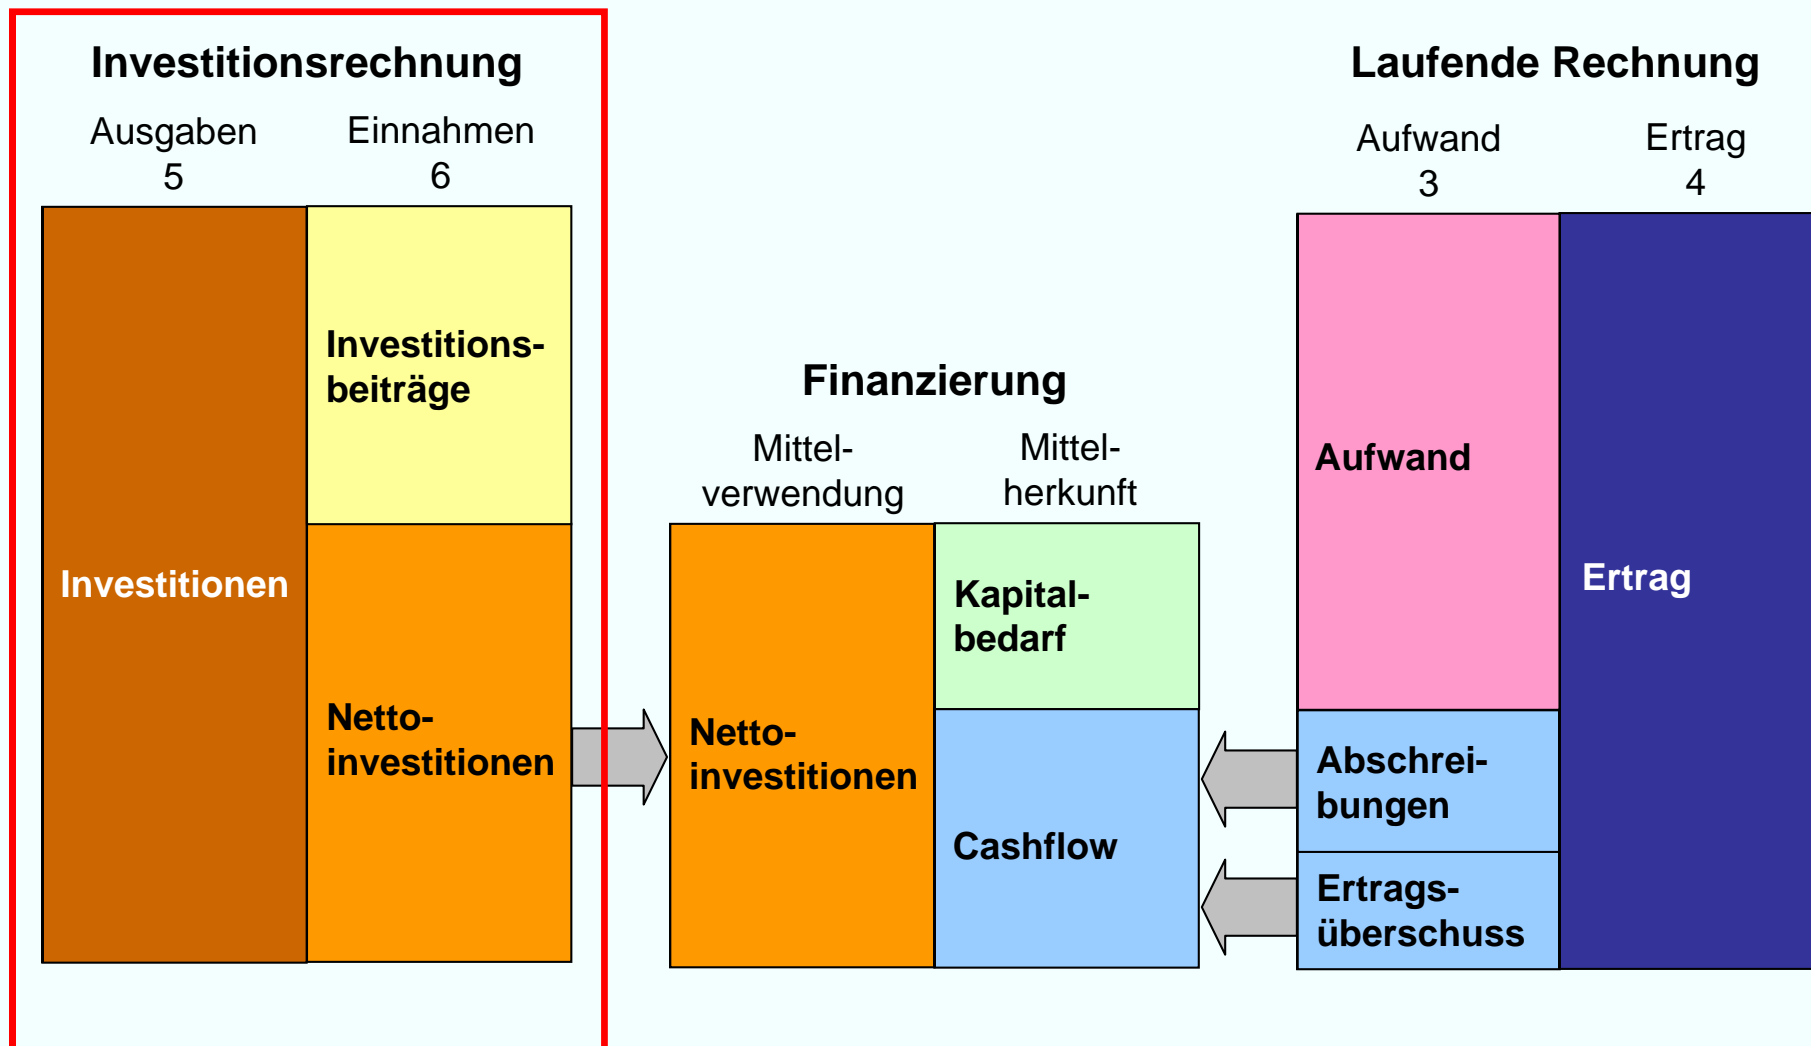 Investitionsrechnung
Ausgaben
5
Einnahmen
6
Investitionen
Investitions-
beiträge
Netto-
investitionen
Finanzierung
Mittel-
verwendung
Mittel-
herkunft
Netto-
investitionen
Kapital-
bedarf
Cashflow
Laufende Rechnung
Aufwand
3
Ertrag
4
Aufwand
Abschrei-
bungen
Ertrags-
überschuss
Ertrag